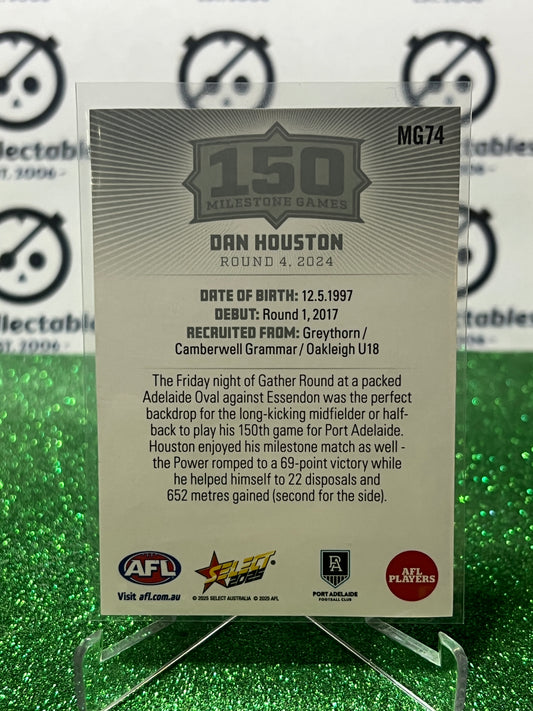 MG74
150
MILESTONE GAMES
DAN HOUSTON
ROUND 4, 2024
DATE OF BIRTH: 12.5.1997
DEBUT: Round 1, 2017
RECRUITED FROM: Greythorn /
Camberwell Grammar / Oakleigh U18
The Friday night of Gather Round at a packed
Adelaide Oval against Essendon was the perfect
backdrop for the long-kicking midfielder or half-
back to play his 150th game for Port Adelaide.
Houston enjoyed his milestone match as well -
the Power romped to a 69-point victory while
he helped himself to 22 disposals and
652 metres gained (second for the side).
AFL
Visit afl.com.au
SELECT
2025
© 2025 SELECT AUSTRALIA © 2025 AFL
PA
PORT ADELAIDE
FOOTBALL CLUB
AFL
PLAYERS